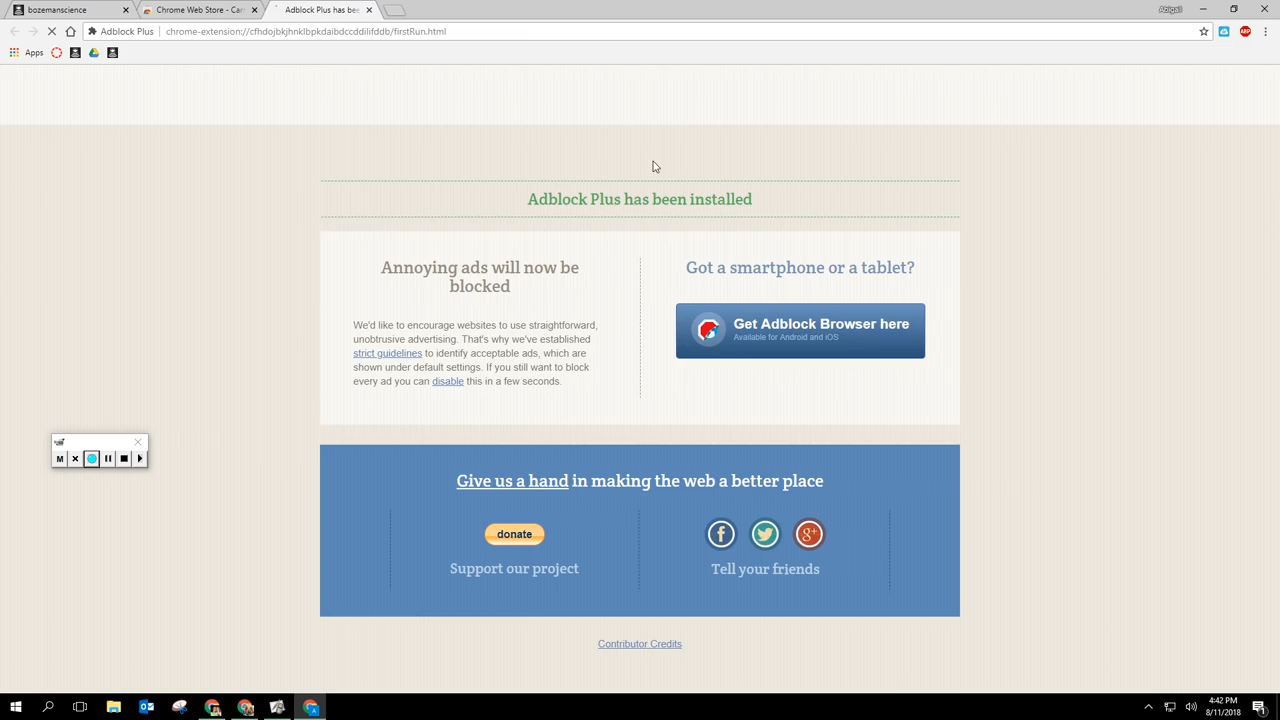 bozemanscience
Chrome Web Store - Can
Adblock Plus has bee
Abigail
Adblock Plus
chrome-extension://cfhdojbkjhnklbpkdaibdccddilifddb/firstRun.html
ABP
Apps
Adblock Plus has been installed
Annoying ads will now be
blocked
We'd like to encourage websites to use straightforward,
unobtrusive advertising. That's why we've established
strict guidelines to identify acceptable ads, which are
shown under default settings. If you still want to block
every ad you can disable this in a few seconds.
Got a smartphone or a tablet?
Get Adblock Browser here
Available for Android and iOS
M
Give us a hand in making the web a better place
donate
Support our project
f
g+
Tell your friends
Contributor Credits
4:42 PM
8/11/2018